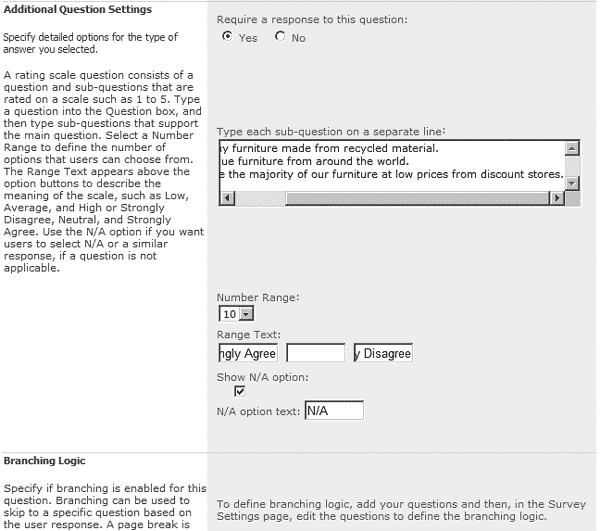 Additional Question Settings
Specify detailed options for the type of
answer you selected.
A rating scale question consists of a
question and sub-questions that are
rated on a scale such as 1 to 5. Type
a question into the Question box, and
then type sub-questions that support
the main question. Select a Number
Range to define the number of
options that users can choose from.
The Range Text appears above the
option buttons to describe the
meaning of the scale, such as Low,
Average, and High or Strongly
Disagree, Neutral, and Strongly
Agree. Use the N/A option if you want
users to select N/A or a similar
response, if a question is not
applicable.
Require a response to this question:
Yes No
Type each sub-question on a separate line:
y furniture made from recycled material.
ue furniture from around the world.
e the majority of our furniture at low prices from discount stores.
Number Range:
10
Range Text:
ngly Agree y Disagree
Show N/A option:
N/A option text: N/A
Branching Logic
Specify if branching is enabled for this
question. Branching can be used to
skip to a specific question based on
the user response. A page break is
To define branching logic, add your questions and then, in the Survey
Settings page, edit the questions to define the branching logic.